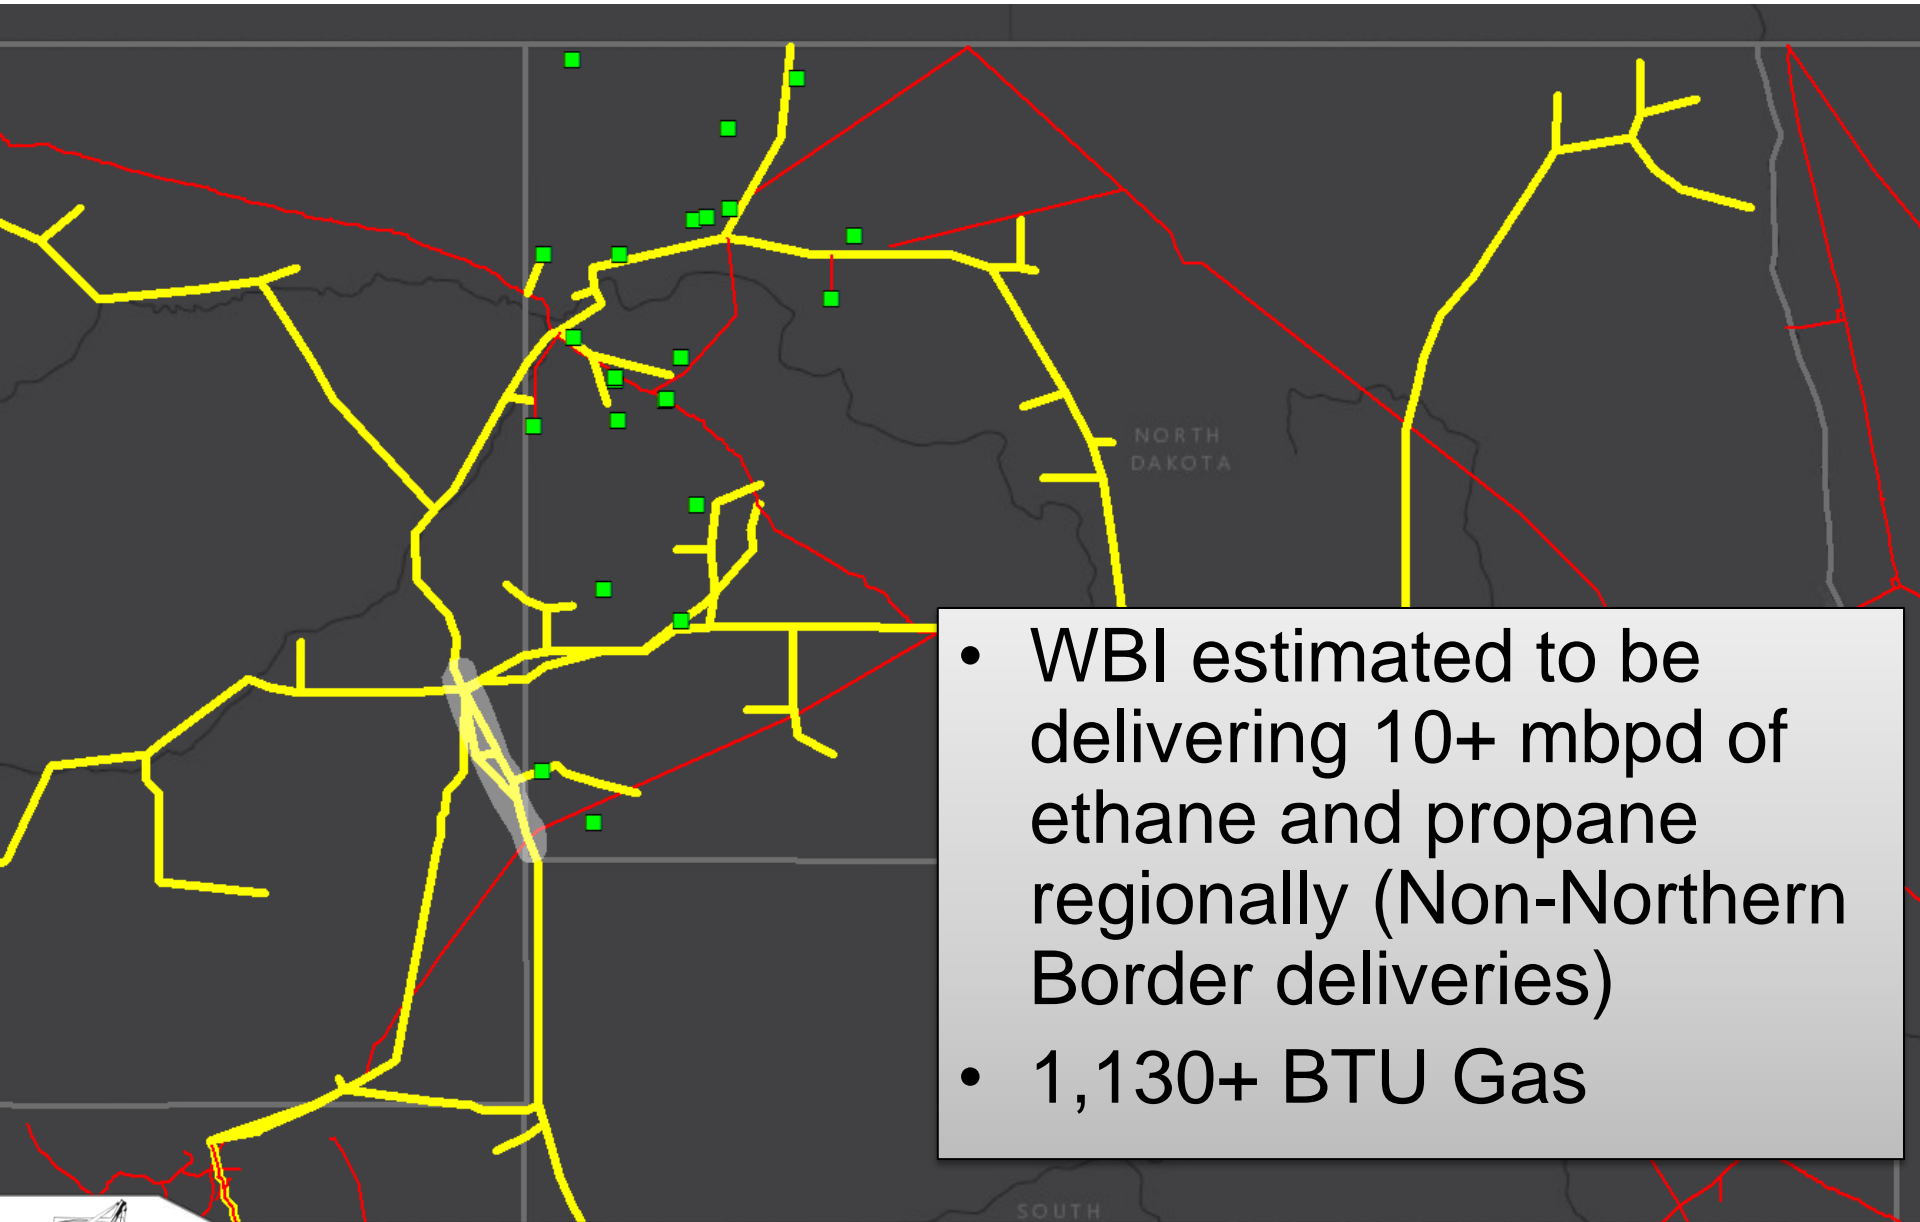 NORTH
DAKOTA
• WBI estimated to be
delivering 10+ mbpd of
ethane and propane
regionally (Non-Northern
Border deliveries)
• 1,130+ BTU Gas
SOUTH